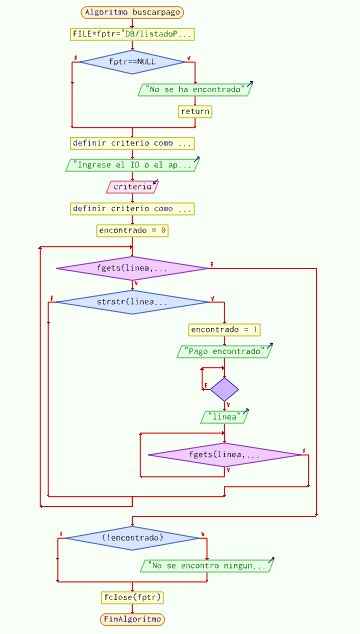 Algoritmo buscarpago
FILE*fptr="DB/listadoP...
F
fptr==NULL
V
"No se ha encontrado"
return
definir criterio como ...
"Ingrese el ID o el ap...
criterio
definir criterio como ...
encontrado = 0
fgets(linea,...
F
V
F
strstr(linea...
V
encontrado = 1
"Pago encontrado"
F
V
"linea"
fgets(linea,...
F
V
F
(!encontrado)
V
"No se encontro ningun...
fclose(fptr)
FinAlgoritmo